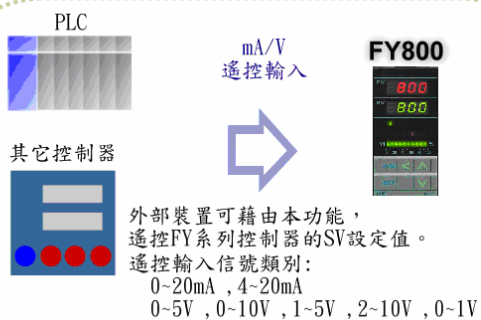 PLC
mA/V
遙控輸入
FY800
PV
800
SV
800
其它控制器
外部裝置可藉由本功能,
遙控FY系列控制器的SV設定值。
遙控輸入信號類別:
0~20mA ,4~20mA
0~5V ,0~10V ,1~5V ,2~10V ,0~1V